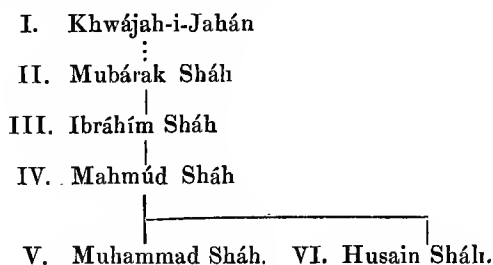 I. Khwájah-i-Jahán
II. Mubárak Sháh
III. Ibráhím Sháh
IV. Mahmúd Sháh
V. Muhammad Sháh. VI. Husain Sháh.